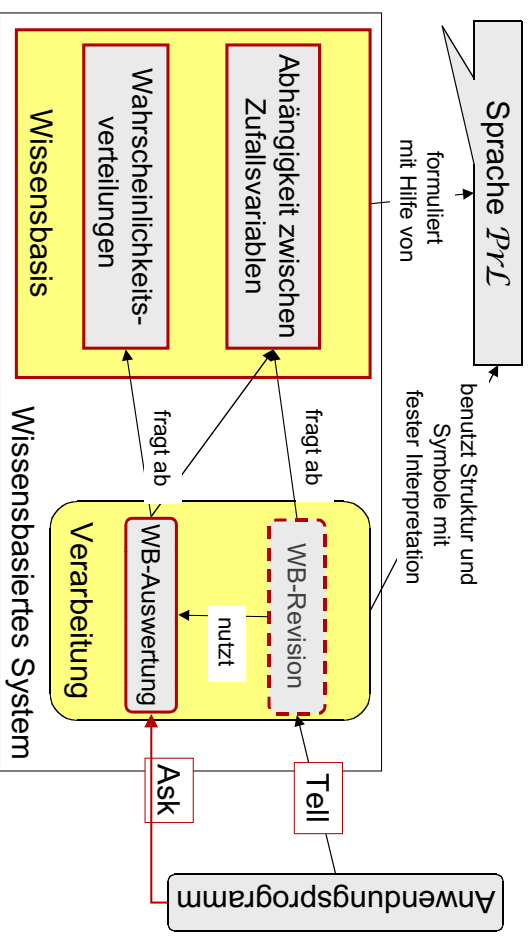 Sprache PrL
formuliert
mit Hilfe von
benutzt Struktur und
Symbole mit
fester Interpretation
Abhängigkeit zwischen
Zufallsvariablen
Wahrscheinlichkeits-
verteilungen
Wissensbasis
fragt ab
fragt ab
WB-Revision
nutzt
WB-Auswertung
Verarbeitung
Wissensbasiertes System
Tell
Ask
Anwendungsprogramm